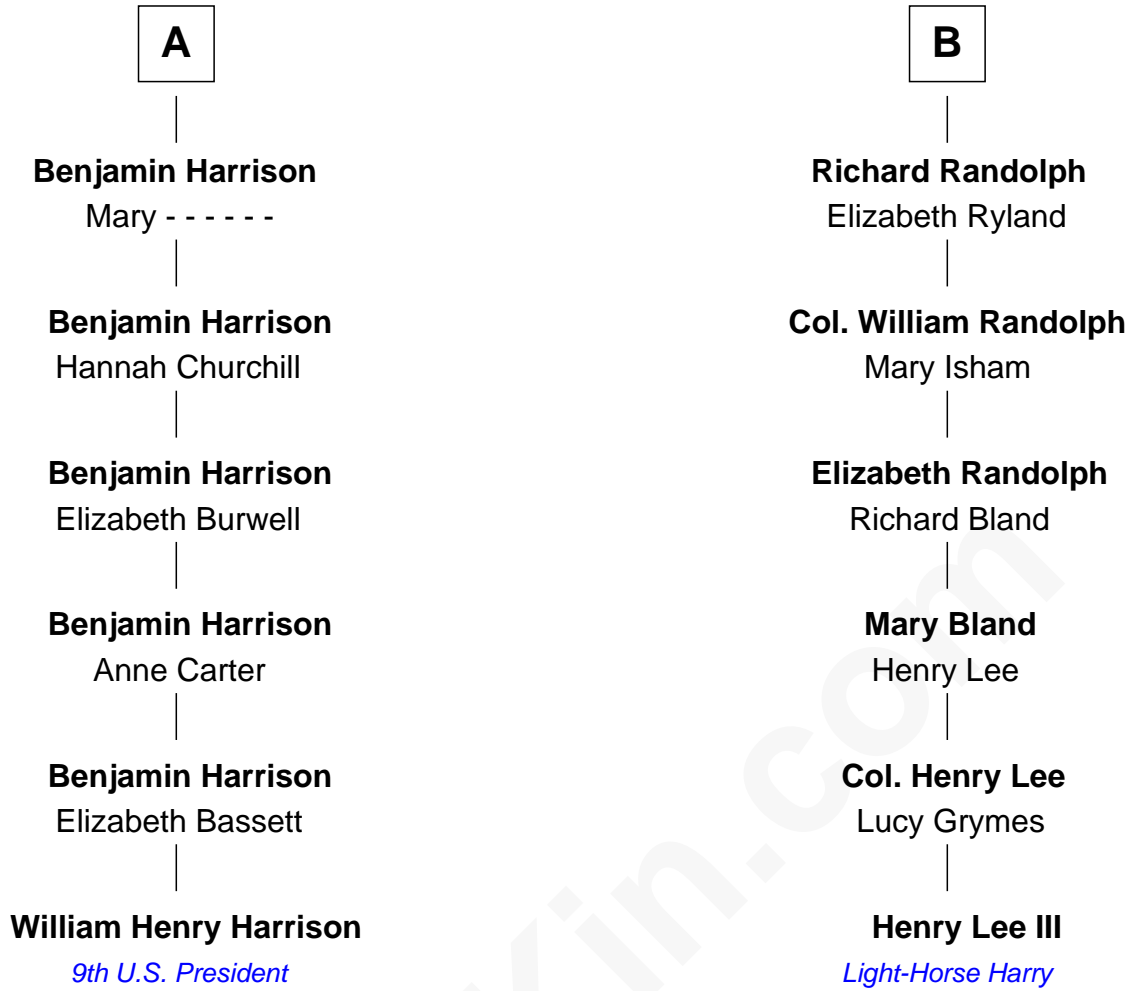 A
B
Benjamin Harrison
Mary - - - - - -
Richard Randolph
Elizabeth Ryland
Benjamin Harrison
Hannah Churchill
Col. William Randolph
Mary Isham
Benjamin Harrison
Elizabeth Burwell
Elizabeth Randolph
Richard Bland
Benjamin Harrison
Anne Carter
Mary Bland
Henry Lee
Benjamin Harrison
Elizabeth Bassett
Col. Henry Lee
Lucy Grymes
William Henry Harrison
9th U.S. President
Henry Lee III
Light-Horse Harry
Kin.com